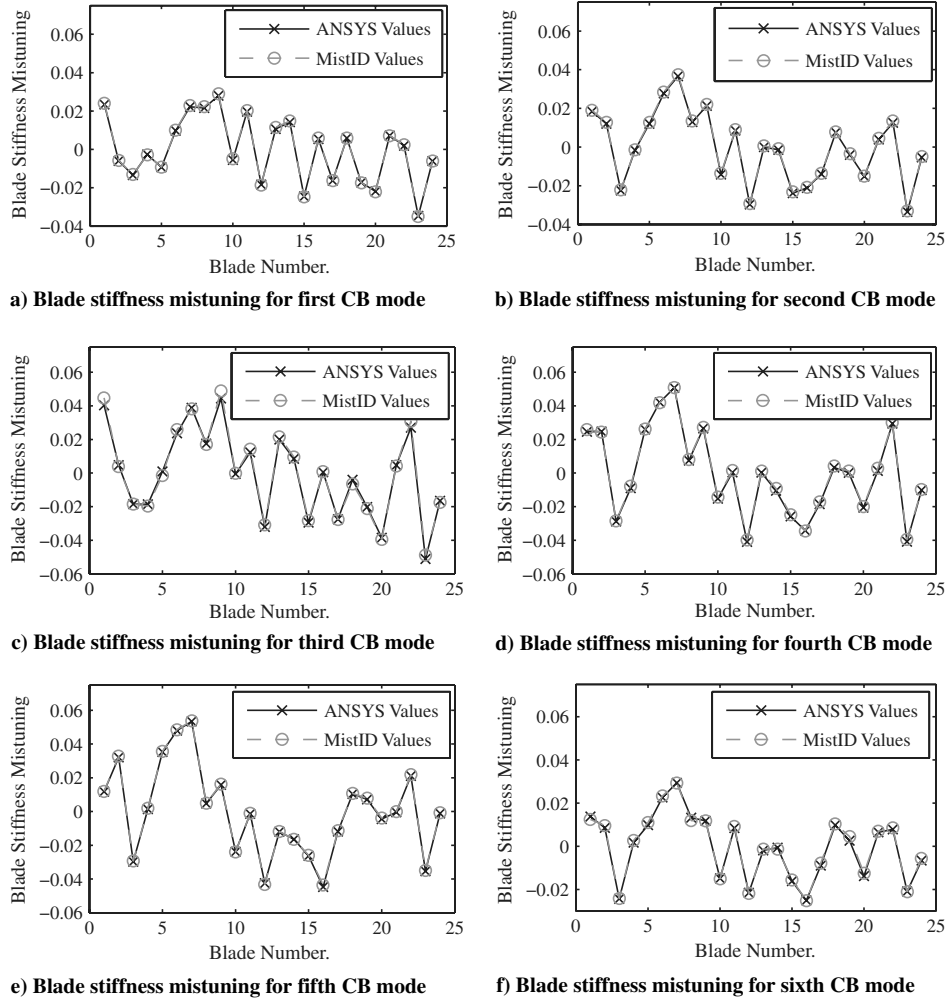 Blade Stiffness Mistuning
0.06
0.04
0.02
0
−0.02
−0.04
0
5
10
15
20
25
Blade Number.
ANSYS Values
MistID Values
a) Blade stiffness mistuning for first CB mode
Blade Stiffness Mistuning
0.06
0.04
0.02
0
−0.02
−0.04
0
5
10
15
20
25
Blade Number.
ANSYS Values
MistID Values
b) Blade stiffness mistuning for second CB mode
Blade Stiffness Mistuning
0.06
0.04
0.02
0
−0.02
−0.04
−0.06
0
5
10
15
20
25
Blade Number.
ANSYS Values
MistID Values
c) Blade stiffness mistuning for third CB mode
Blade Stiffness Mistuning
0.06
0.04
0.02
0
−0.02
−0.04
−0.06
0
5
10
15
20
25
Blade Number.
ANSYS Values
MistID Values
d) Blade stiffness mistuning for fourth CB mode
Blade Stiffness Mistuning
0.06
0.04
0.02
0
−0.02
−0.04
−0.06
0
5
10
15
20
25
Blade Number.
ANSYS Values
MistID Values
e) Blade stiffness mistuning for fifth CB mode
Blade Stiffness Mistuning
0.06
0.04
0.02
0
−0.02
0
5
10
15
20
25
Blade Number.
ANSYS Values
MistID Values
f) Blade stiffness mistuning for sixth CB mode